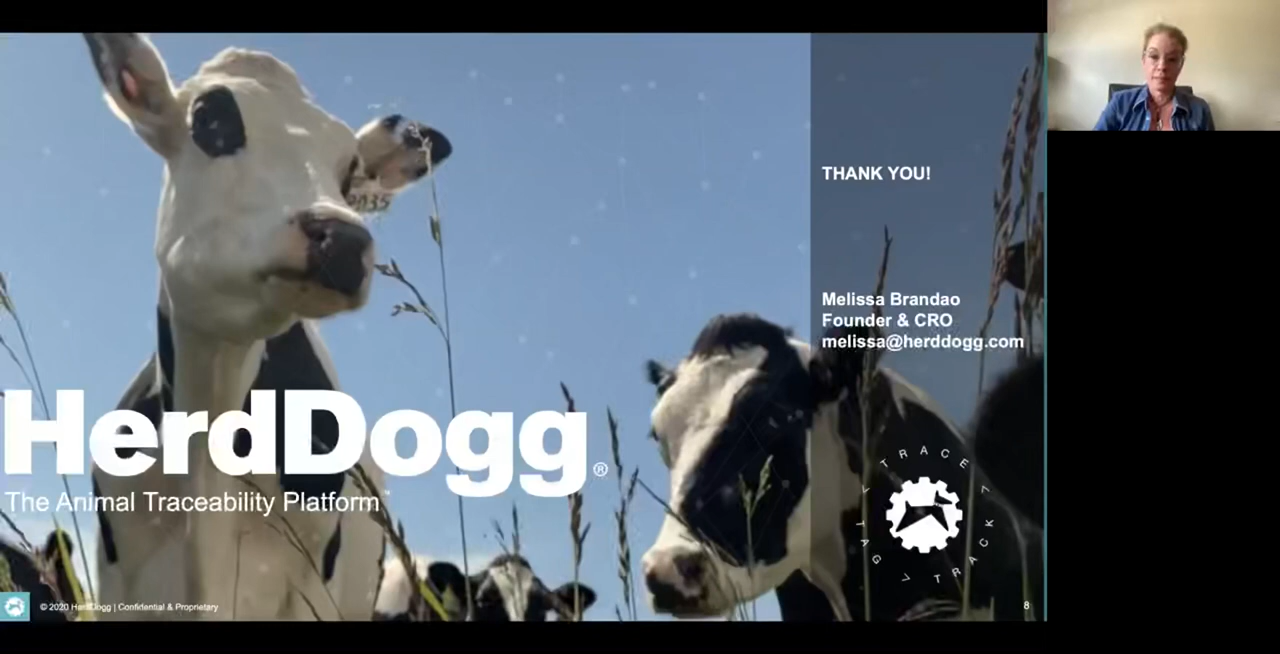 THANK YOU!
Melissa Brandao
Founder & CRO
melissa@herddogg.com
HerdDogg®
The Animal Traceability Platform™
TRACE
TRACK
TAG
© 2020 HerdDogg | Confidential & Proprietary
8